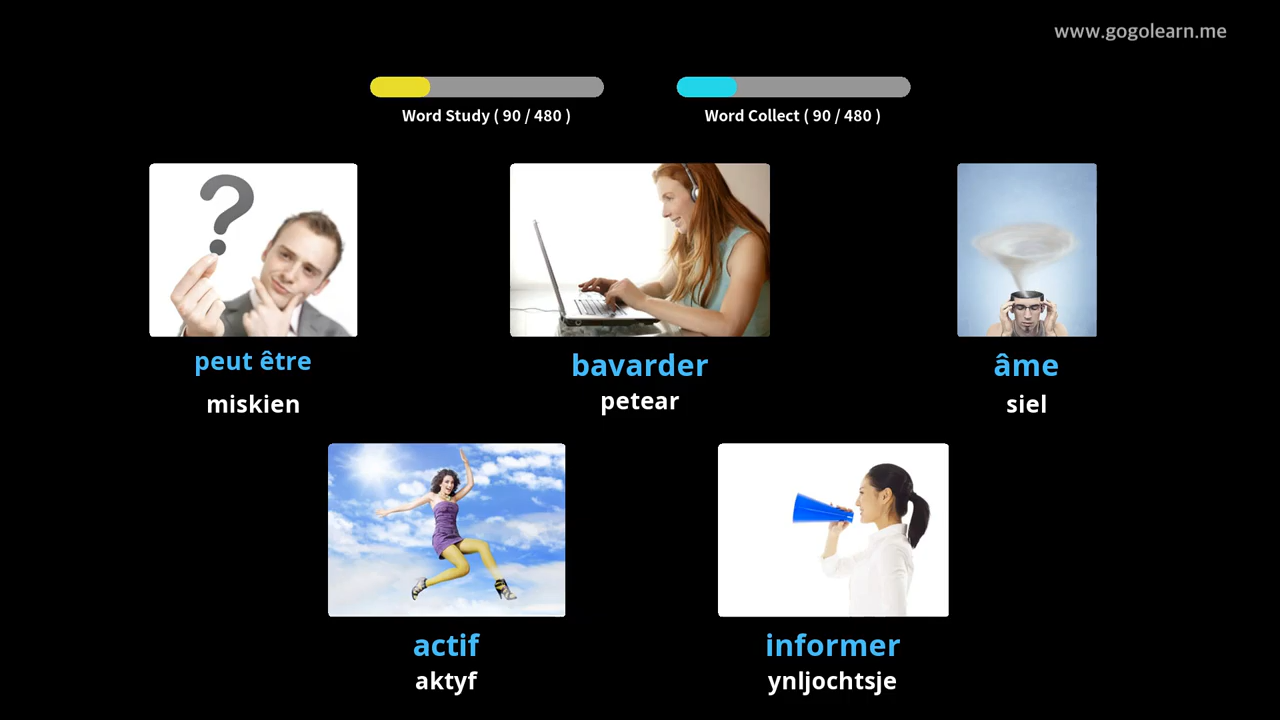 www.gogolearn.me
Word Study ( 90 / 480 )
Word Collect ( 90 / 480 )
?
peut être
bavarder
âme
miskien
petear
siel
actif
informer
aktyf
ynljochtsje